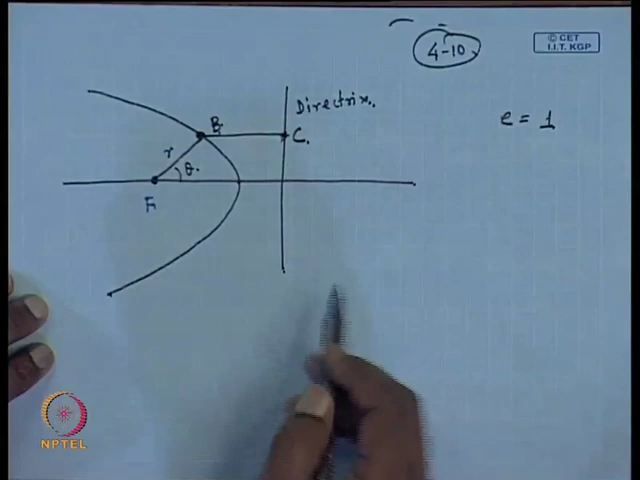 4-10
© CET
I.I.T. KGP
Directrix.
e = 1
B
C.
r
θ.
F
NPTEL